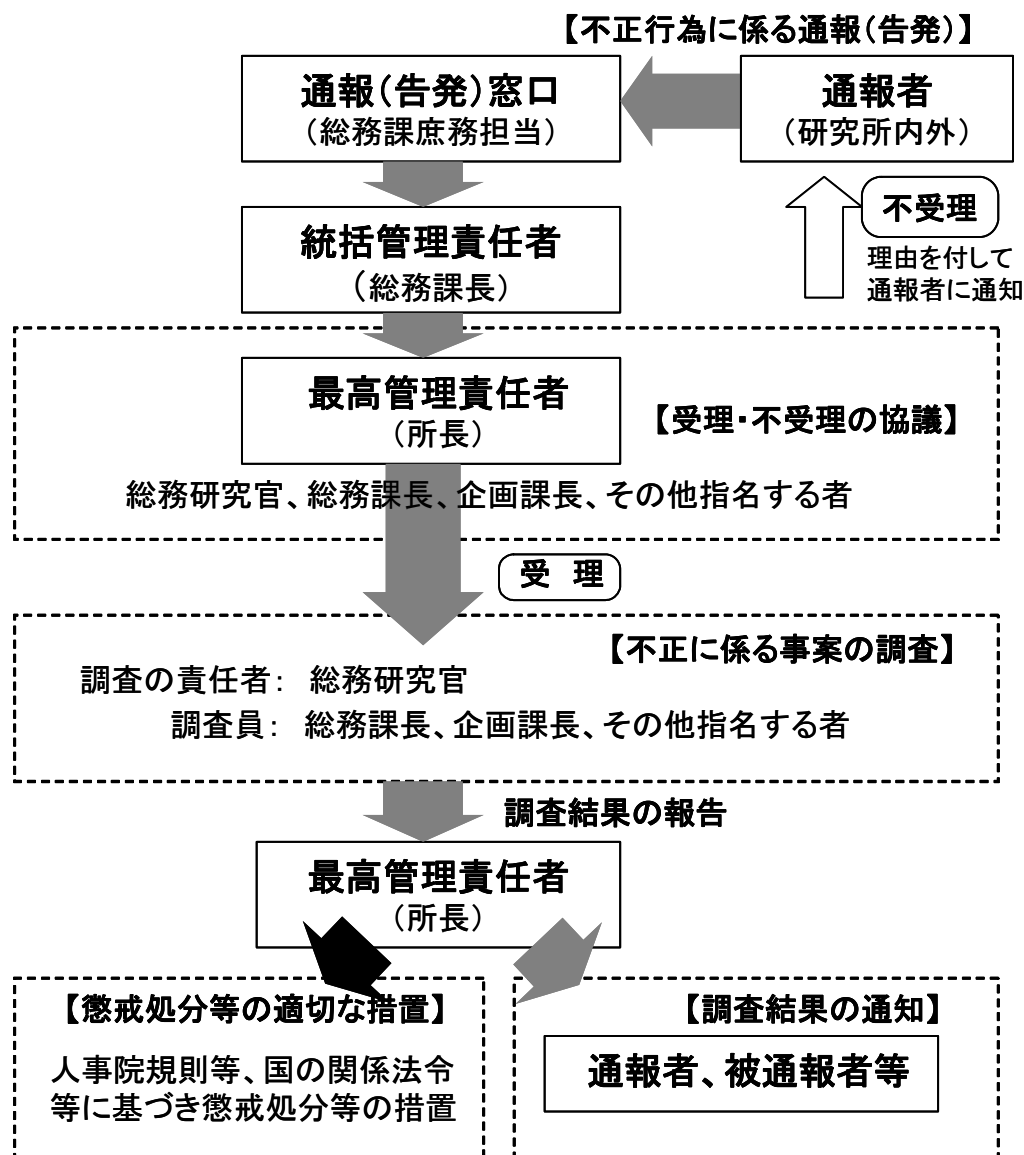 【不正行為に係る通報(告発)】
通報(告発)窓口
(総務課庶務担当)
通報者
(研究所内外)
不受理
理由を付して
通報者に通知
統括管理責任者
(総務課長)
最高管理責任者
(所長)
【受理・不受理の協議】
総務研究官、総務課長、企画課長、その他指名する者
受 理
【不正に係る事案の調査】
調査の責任者: 総務研究官
調査員: 総務課長、企画課長、その他指名する者
調査結果の報告
最高管理責任者
(所長)
【懲戒処分等の適切な措置】
人事院規則等、国の関係法令
等に基づき懲戒処分等の措置
【調査結果の通知】
通報者、被通報者等